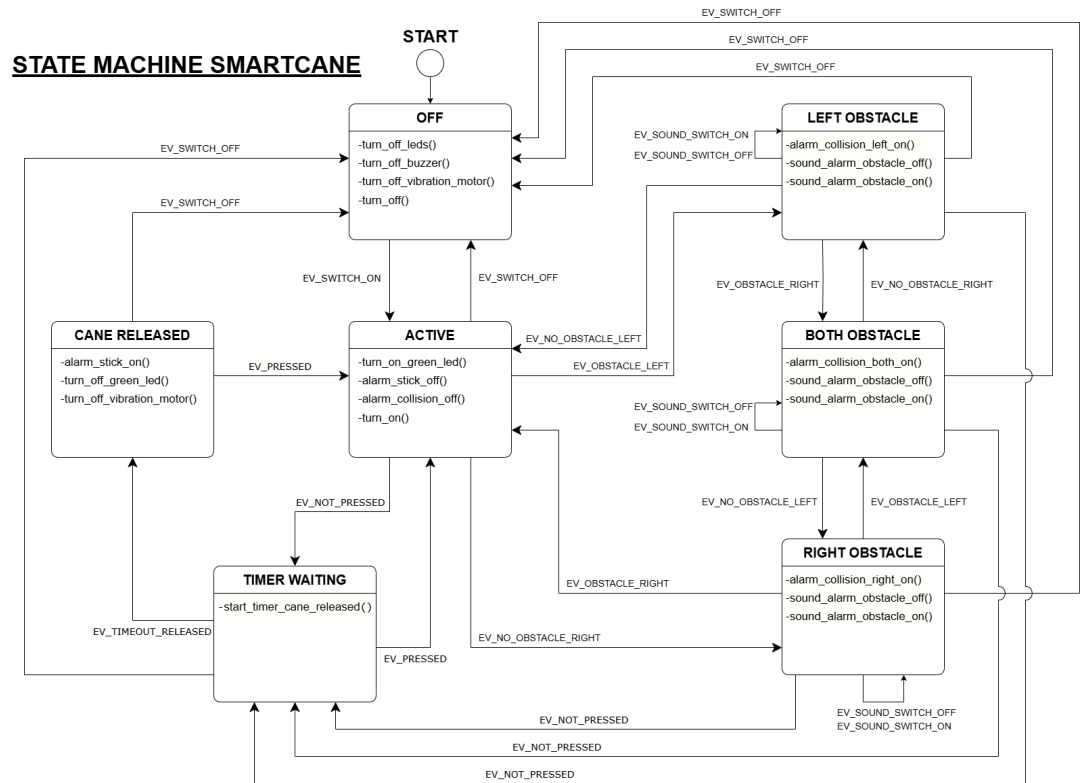 EV_SWITCH_OFF
START
EV_SWITCH_OFF
STATE MACHINE SMARTCANE
EV_SWITCH_OFF
OFF
-turn_off_leds()
-turn_off_buzzer()
-turn_off_vibration_motor()
-turn_off()
LEFT OBSTACLE
-alarm_collision_left_on()
-sound_alarm_obstacle_off()
-sound_alarm_obstacle_on()
EV_SOUND_SWITCH_ON
EV_SOUND_SWITCH_OFF
EV_SWITCH_OFF
EV_SWITCH_OFF
EV_SWITCH_ON
EV_SWITCH_OFF
EV_OBSTACLE_RIGHT
EV_NO_OBSTACLE_RIGHT
CANE RELEASED
-alarm_stick_on()
-turn_off_green_led()
-turn_off_vibration_motor()
EV_PRESSED
ACTIVE
-turn_on_green_led()
-alarm_stick_off()
-alarm_collision_off()
-turn_on()
EV_NO_OBSTACLE_LEFT
EV_OBSTACLE_LEFT
BOTH OBSTACLE
-alarm_collision_both_on()
-sound_alarm_obstacle_off()
-sound_alarm_obstacle_on()
EV_SOUND_SWITCH_OFF
EV_SOUND_SWITCH_ON
EV_NOT_PRESSED
EV_NO_OBSTACLE_LEFT
EV_OBSTACLE_LEFT
TIMER WAITING
-start_timer_cane_released()
EV_TIMEOUT_RELEASED
EV_PRESSED
EV_OBSTACLE_RIGHT
EV_NO_OBSTACLE_RIGHT
RIGHT OBSTACLE
-alarm_collision_right_on()
-sound_alarm_obstacle_off()
-sound_alarm_obstacle_on()
EV_SOUND_SWITCH_OFF
EV_SOUND_SWITCH_ON
EV_NOT_PRESSED
EV_NOT_PRESSED
EV_NOT_PRESSED